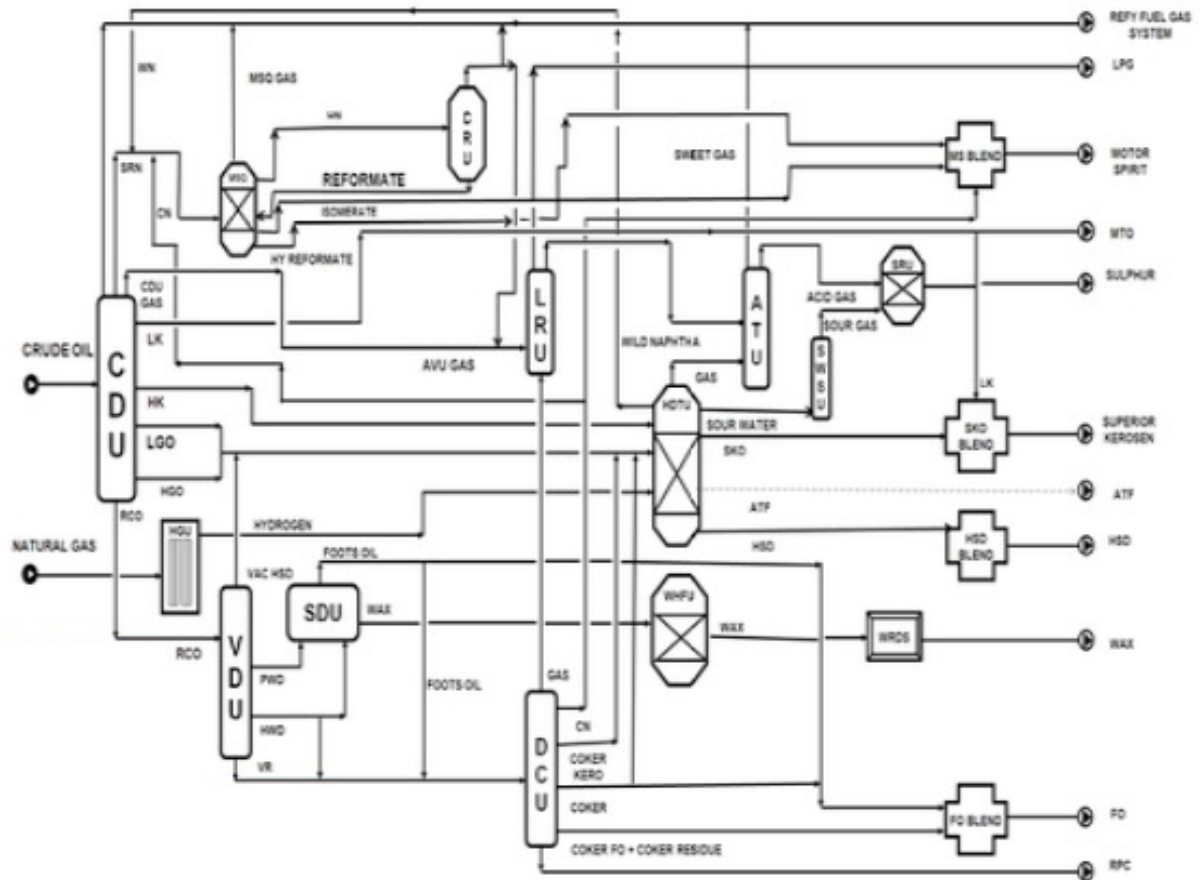 REFY FUEL GAS
SYSTEM
WN
MSQ GAS
LPG
HN
C
R
U
SRN
SWEET GAS
MS BLEND
MOTOR
SPIRIT
MSQ
REFORMATE
CN
ISOMERATE
MTO
HY REFORMATE
SRU
SULPHUR
CDU
GAS
L
R
U
A
T
U
ACID GAS
SOUR GAS
LK
WILD NAPHTHA
CRUDE OIL
C
D
U
AVU GAS
GAS
S
W
S
U
LK
HK
HDTU
SOUR WATER
SKO
BLEND
SUPERIOR
KEROSEN
LGO
SKO
HGO
ATF
ATF
RCO
HYDROGEN
HGU
NATURAL GAS
HSD
HSD
BLEND
HSD
FOOTS OIL
VAC HSD
SDU
WAX
WHFU
WAX
WRDS
WAX
RCO
V
D
U
PWD
FOOTS OIL
GAS
HWD
CN
VR
D
C
U
COKER
KERO
COKER
FO BLEND
FO
COKER FO + COKER RESIDUE
RPC